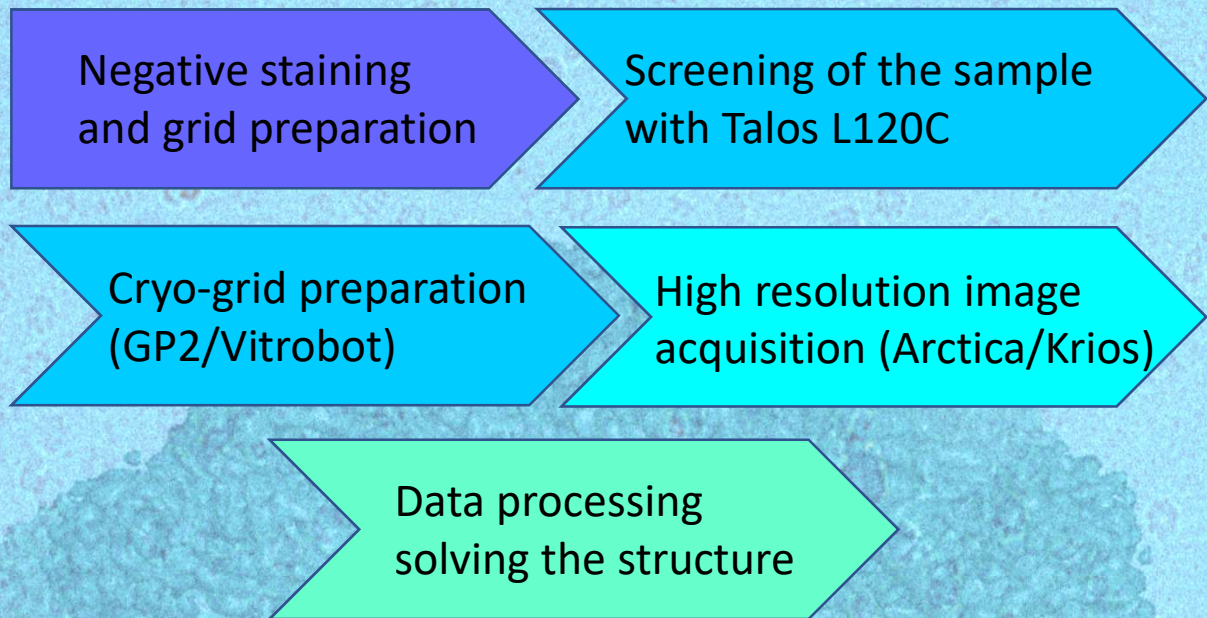 Negative staining
and grid preparation
Screening of the sample
with Talos L120C
Cryo-grid preparation
(GP2/Vitrobot)
High resolution image
acquisition (Arctica/Krios)
Data processing
solving the structure